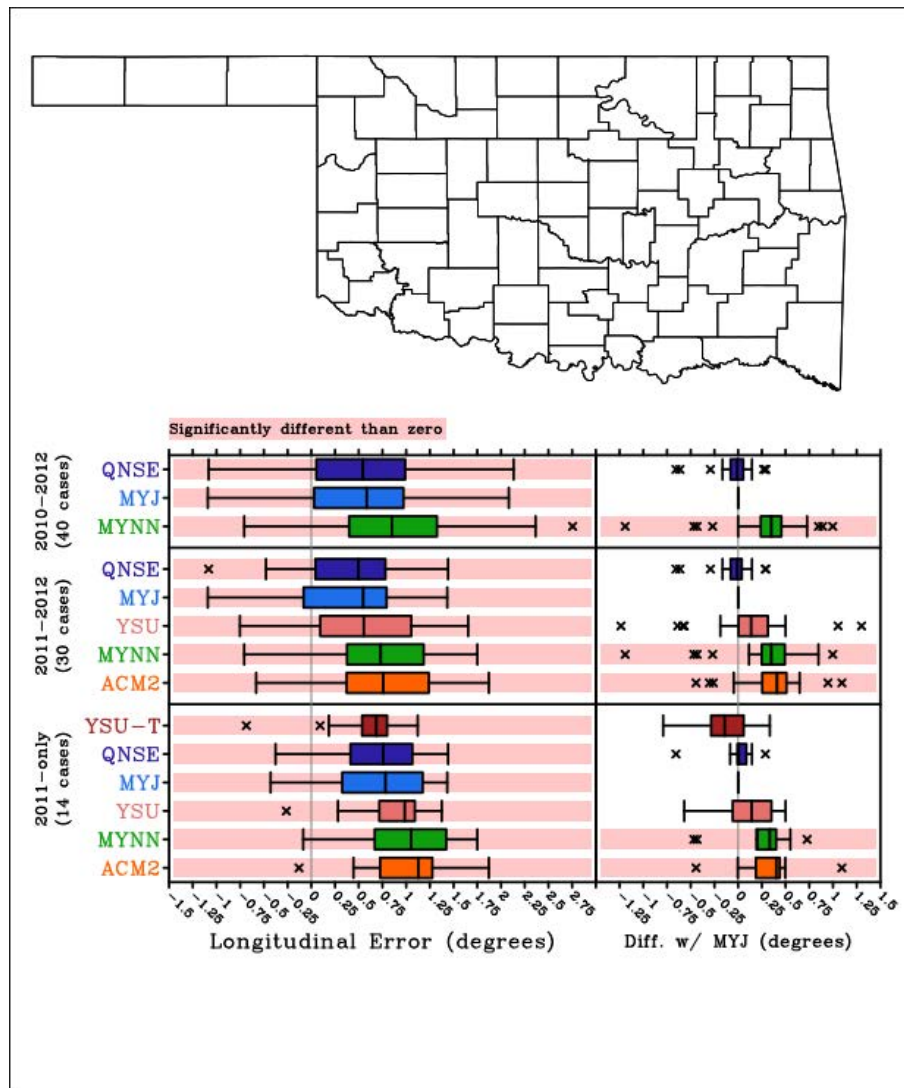 Significantly different than zero
2010-2012
(40 cases)
QNSE
MYJ
MYNN
2011-2012
(30 cases)
QNSE
MYJ
YSU
MYNN
ACM2
2011-only
(14 cases)
YSU-T
QNSE
MYJ
YSU
MYNN
ACM2
-1.5 -1.25 -1 -0.75 -0.5 -0.25 0 0.25 0.5 0.75 1 1.25 1.5 1.75 2 2.25 2.5 2.75
-1.25 -1 -0.75 -0.5 -0.25 0 0.25 0.5 0.75 1 1.25 1.5
Longitudinal Error (degrees)
Diff. w/ MYJ (degrees)